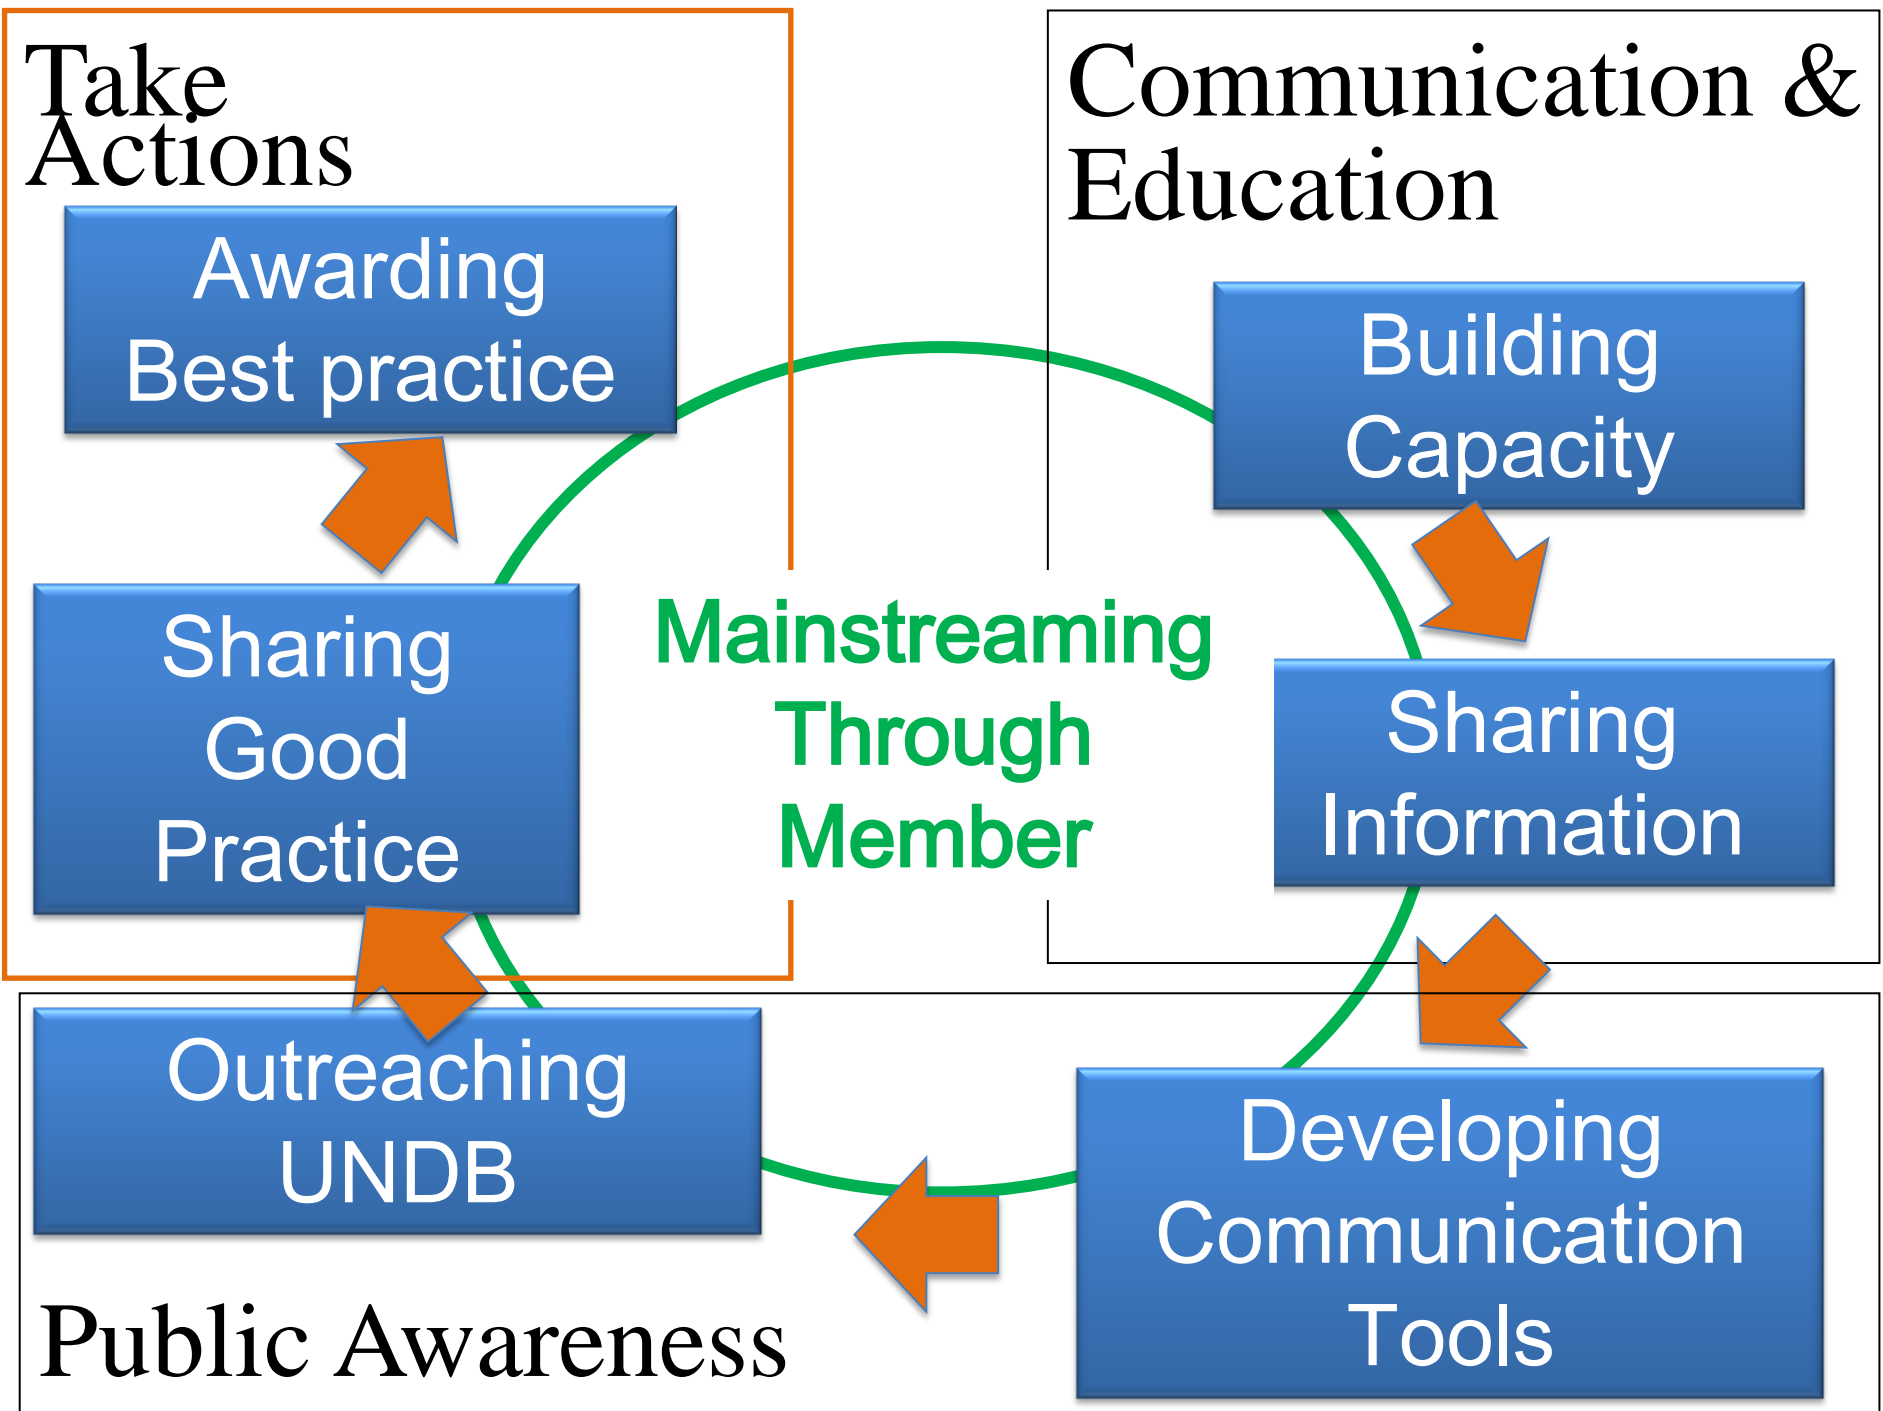 Take
Actions
Awarding
Best practice
Sharing
Good
Practice
Communication &
Education
Building
Capacity
Sharing
Information
Mainstreaming
Through
Member
Outreaching
UNDB
Developing
Communication
Tools
Public Awareness